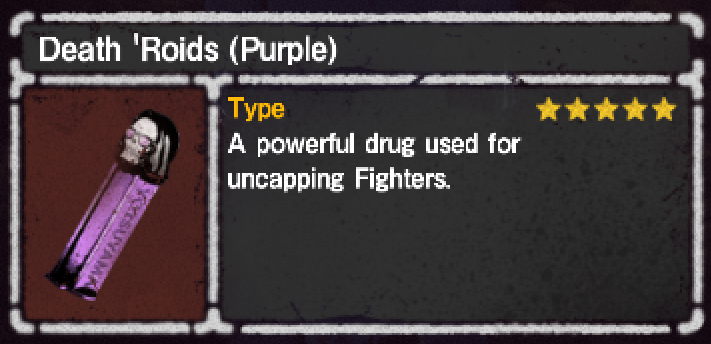 Death 'Roids (Purple)
Type ★★★★★
A powerful drug used for
uncapping Fighters.